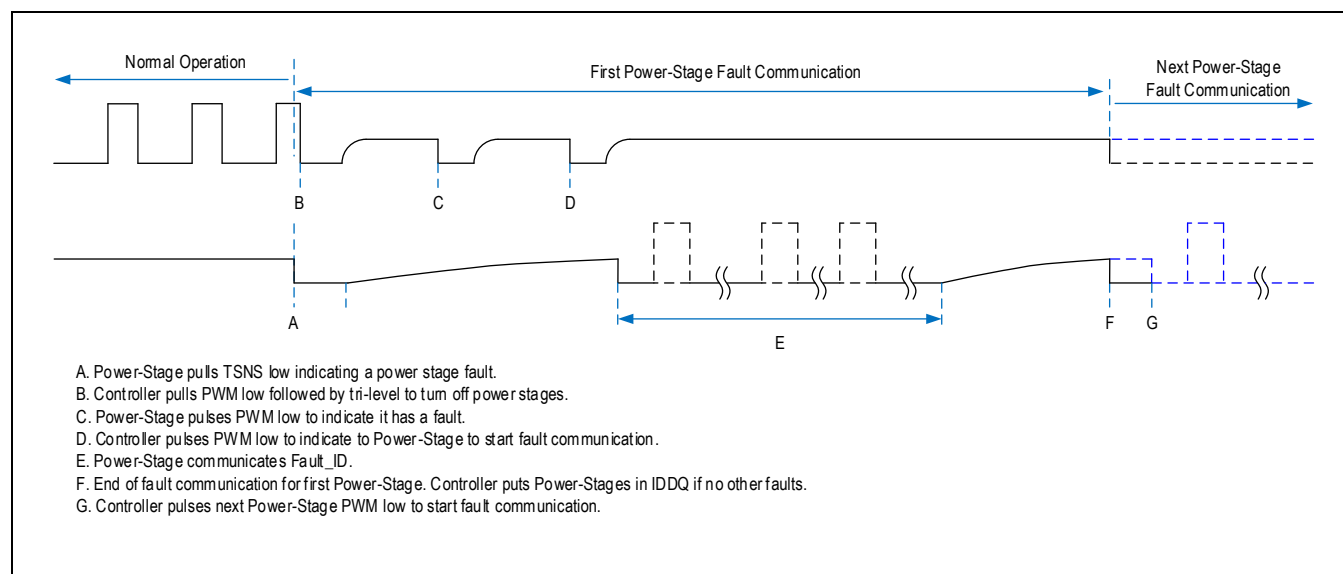 Normal Operation
First Power-Stage Fault Communication
Next Power-Stage
Fault Communication
B
C
D
A
E
F
G
A. Power-Stage pulls TSNS low indicating a power stage fault.
B. Controller pulls PWM low followed by tri-level to turn off power stages.
C. Power-Stage pulses PWM low to indicate it has a fault.
D. Controller pulses PWM low to indicate to Power-Stage to start fault communication.
E. Power-Stage communicates Fault_ID.
F. End of fault communication for first Power-Stage. Controller puts Power-Stages in IDDQ if no other faults.
G. Controller pulses next Power-Stage PWM low to start fault communication.